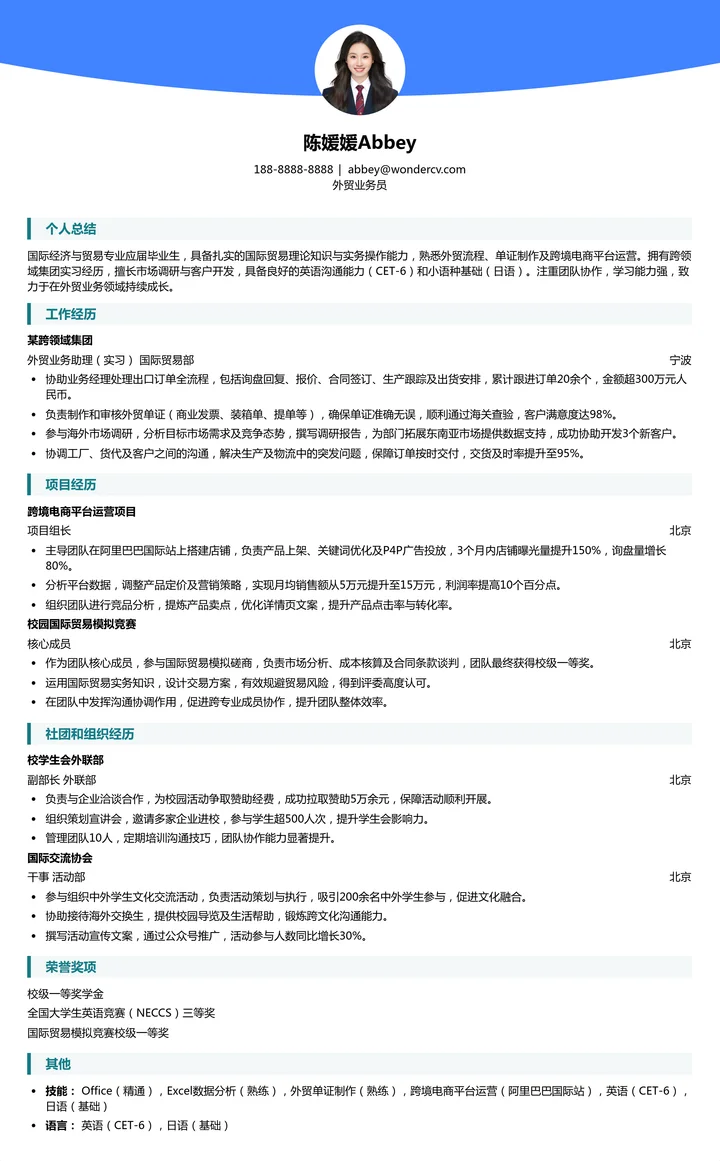 陈媛媛Abbey
188-8888-8888 | abbey@wondercv.com
外贸业务员
个人总结
国际经济与贸易专业应届毕业生，具备扎实的国际贸易理论知识与实务操作能力，熟悉外贸流程、单证制作及跨境电商平台运营。拥有跨领
域集团实习经历，擅长市场调研与客户开发，具备良好的英语沟通能力（CET-6）和小语种基础（日语）。注重团队协作，学习能力强，致
力于在外贸业务领域持续成长。
工作经历
某跨领域集团
外贸业务助理（实习） 国际贸易部 宁波
• 协助业务经理处理出口订单全流程，包括询盘回复、报价、合同签订、生产跟踪及出货安排，累计跟进订单20余个，金额超300万元人
民币。
• 负责制作和审核外贸单证（商业发票、装箱单、提单等），确保单证准确无误，顺利通过海关查验，客户满意度达98%。
• 参与海外市场调研，分析目标市场需求及竞争态势，撰写调研报告，为部门拓展东南亚市场提供数据支持，成功协助开发3个新客户。
• 协调工厂、货代及客户之间的沟通，解决生产及物流中的突发问题，保障订单按时交付，交货及时率提升至95%。
项目经历
跨境电商平台运营项目
项目组长 北京
• 主导团队在阿里巴巴国际站上搭建店铺，负责产品上架、关键词优化及P4P广告投放，3个月内店铺曝光量提升150%，询盘量增长
80%。
• 分析平台数据，调整产品定价及营销策略，实现月均销售额从5万元提升至15万元，利润率提高10个百分点。
• 组织团队进行竞品分析，提炼产品卖点，优化详情页文案，提升产品点击率与转化率。
校园国际贸易模拟竞赛
核心成员 北京
• 作为团队核心成员，参与国际贸易模拟磋商，负责市场分析、成本核算及合同条款谈判，团队最终获得校级一等奖。
• 运用国际贸易实务知识，设计交易方案，有效规避贸易风险，得到评委高度认可。
• 在团队中发挥沟通协调作用，促进跨专业成员协作，提升团队整体效率。
社团和组织经历
校学生会外联部
副部长 外联部 北京
• 负责与企业洽谈合作，为校园活动争取赞助经费，成功拉取赞助5万余元，保障活动顺利开展。
• 组织策划宣讲会，邀请多家企业进校，参与学生超500人次，提升学生会影响力。
• 管理团队10人，定期培训沟通技巧，团队协作能力显著提升。
国际交流协会
干事 活动部 北京
• 参与组织中外学生文化交流活动，负责活动策划与执行，吸引200余名中外学生参与，促进文化融合。
• 协助接待海外交换生，提供校园导览及生活帮助，锻炼跨文化沟通能力。
• 撰写活动宣传文案，通过公众号推广，活动参与人数同比增长30%。
荣誉奖项
校级一等奖学金
全国大学生英语竞赛（NECCS）三等奖
国际贸易模拟竞赛校级一等奖
其他
• 技能： Office（精通），Excel数据分析（熟练），外贸单证制作（熟练），跨境电商平台运营（阿里巴巴国际站），英语（CET-6），
日语（基础）
• 语言： 英语（CET-6），日语（基础）